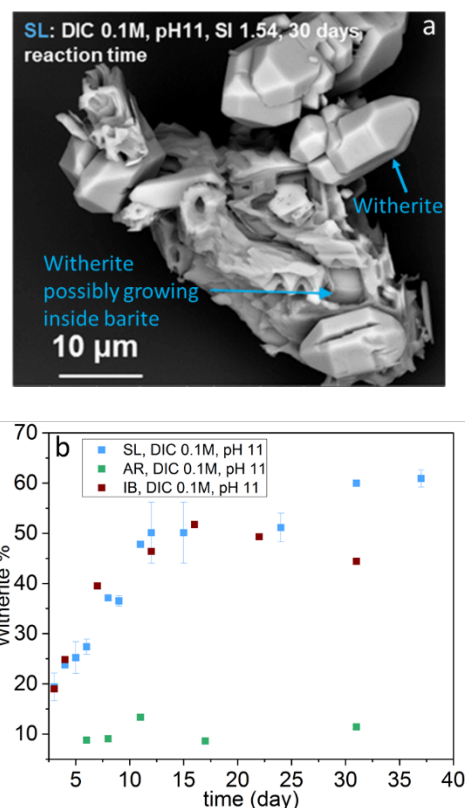 SL: DIC 0.1M, pH11, SI 1.54, 30 days
reaction time
a
Witherite
Witherite
possibly growing
inside barite
10 µm
b
SL, DIC 0.1M, pH 11
AR, DIC 0.1M, pH 11
IB, DIC 0.1M, pH 11
70
60
50
40
30
20
10
Witherite %
5
10
15
20
25
30
35
40
time (day)